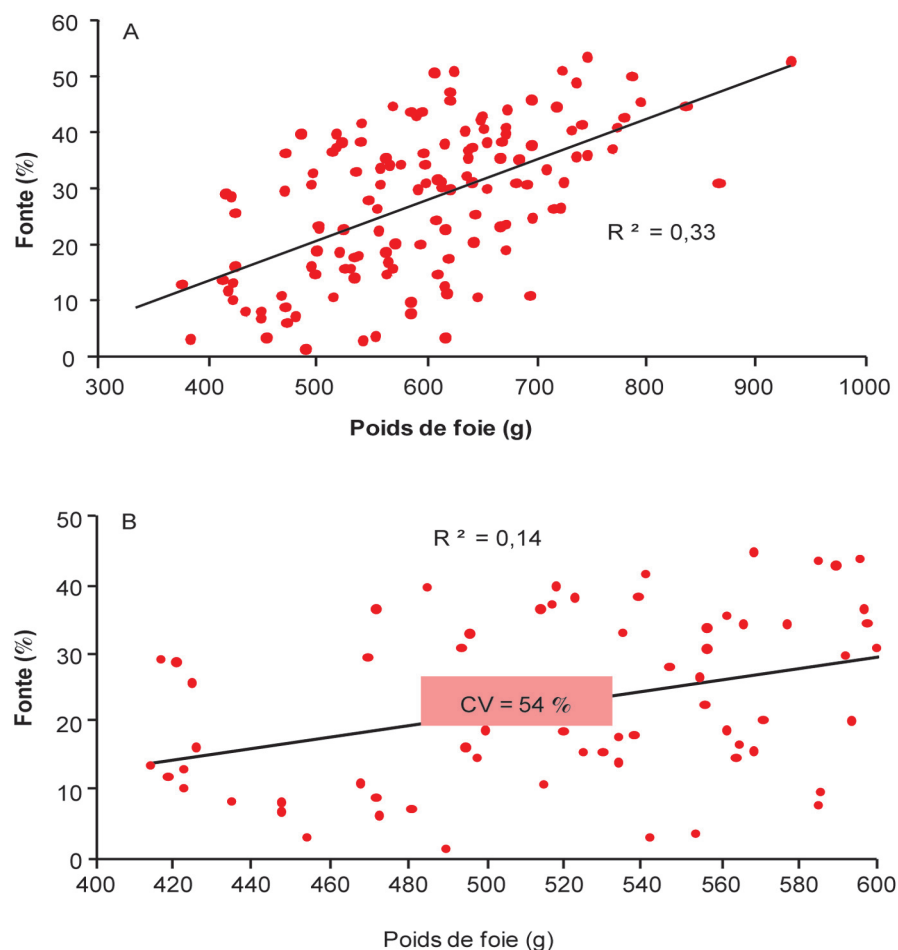 A
60
50
40
30
20
10
0
Fonte (%)
R ² = 0,33
300 400 500 600 700 800 900 1000
Poids de foie (g)
B
50
40
30
20
10
0
Fonte (%)
R ² = 0,14
CV = 54 %
400 420 440 460 480 500 520 540 560 580 600
Poids de foie (g)